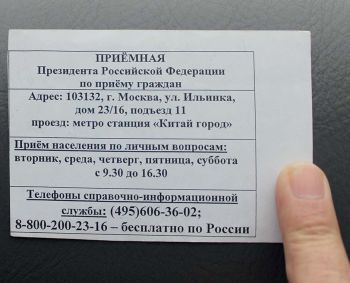 ПРИЁМНАЯ
Президента Российской Федерации
по приёму граждан
Адрес: 103132, г. Москва, ул. Ильинка,
дом 23/16, подъезд 11
проезд: метро станция «Китай город»
Приём населения по личным вопросам:
вторник, среда, четверг, пятница, суббота
с 9.30 до 16.30
Телефоны справочно-информационной
службы: (495)606-36-02;
8-800-200-23-16 – бесплатно по России